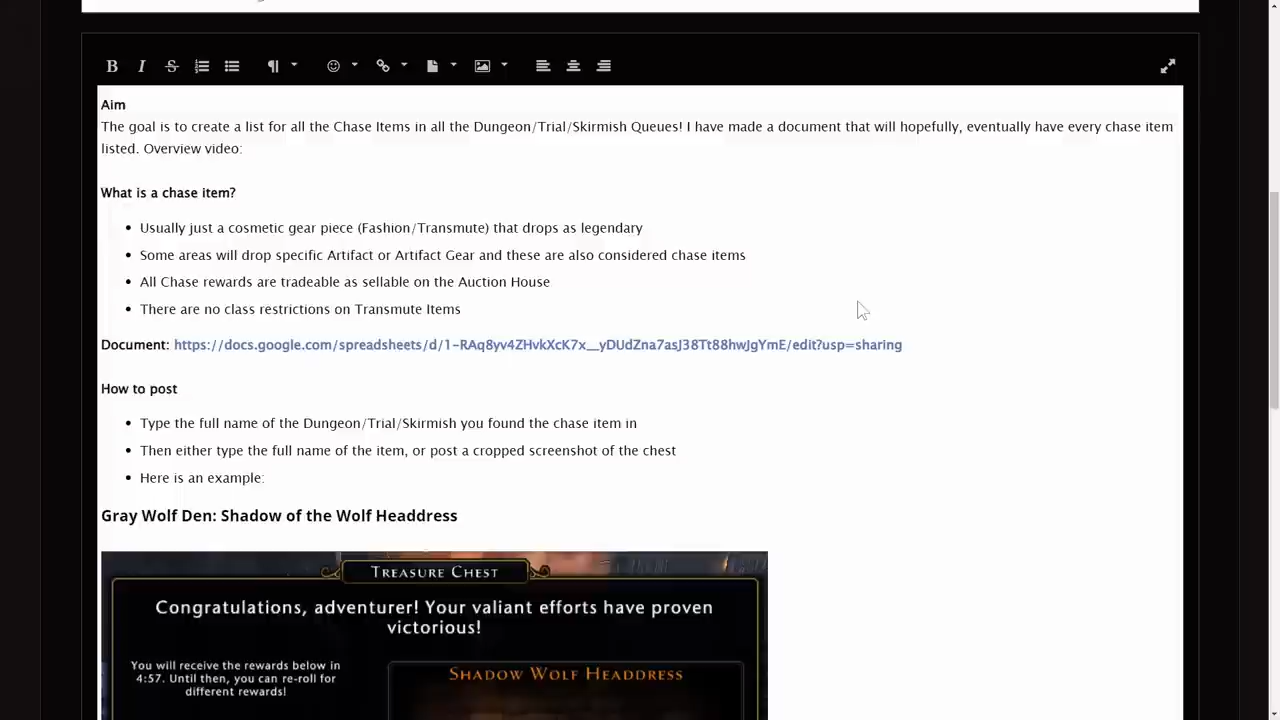 Aim
The goal is to create a list for all the Chase Items in all the Dungeon/Trial/Skirmish Queues! I have made a document that will hopefully, eventually have every chase item
listed. Overview video:
What is a chase item?
Usually just a cosmetic gear piece (Fashion/Transmute) that drops as legendary
Some areas will drop specific Artifact or Artifact Gear and these are also considered chase items
All Chase rewards are tradeable as sellable on the Auction House
There are no class restrictions on Transmute Items
Document: https://docs.google.com/spreadsheets/d/1-RAq8yv4ZHvkXcK7x__yDUdZna7asJ38Tt88hwJgYmE/edit?usp=sharing
How to post
Type the full name of the Dungeon/Trial/Skirmish you found the chase item in
Then either type the full name of the item, or post a cropped screenshot of the chest
Here is an example:
Gray Wolf Den: Shadow of the Wolf Headdress
Treasure Chest
Congratulations, adventurer! Your valiant efforts have proven
victorious!
You will receive the rewards below in
4:57. Until then, you can re-roll for
different rewards!
Shadow Wolf Headdress